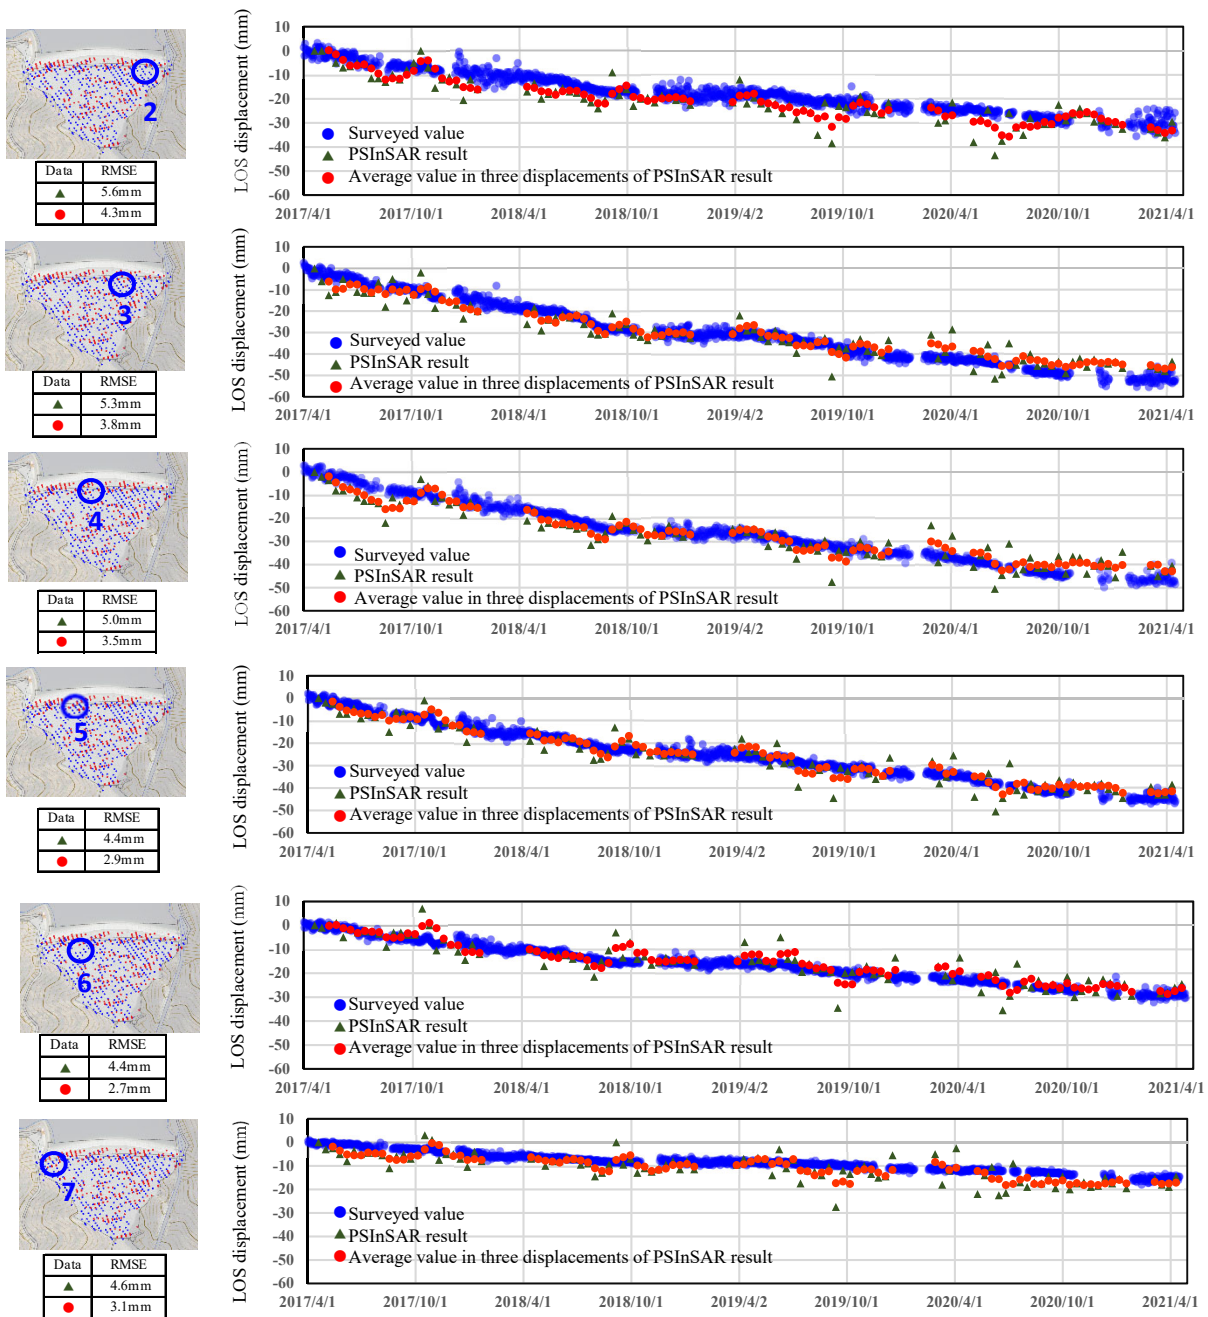 LOS displacement (mm)
10
0
-10
-20
-30
-40
-50
-60
Surveyed value
PSInSAR result
Average value in three displacements of PSInSAR result
2017/4/1 2017/10/1 2018/4/1 2018/10/1 2019/4/1 2019/10/1 2020/4/1 2020/10/1 2021/4/1
2
Data RMSE
5.6mm
4.3mm
LOS displacement (mm)
10
0
-10
-20
-30
-40
-50
-60
Surveyed value
PSInSAR result
Average value in three displacements of PSInSAR result
2017/4/1 2017/10/1 2018/4/1 2018/10/1 2019/4/1 2019/10/1 2020/4/1 2020/10/1 2021/4/1
3
Data RMSE
5.3mm
3.8mm
LOS displacement (mm)
10
0
-10
-20
-30
-40
-50
-60
Surveyed value
PSInSAR result
Average value in three displacements of PSInSAR result
2017/4/1 2017/10/1 2018/4/1 2018/10/1 2019/4/1 2019/10/1 2020/4/1 2020/10/1 2021/4/1
4
Data RMSE
5.0mm
3.5mm
LOS displacement (mm)
10
0
-10
-20
-30
-40
-50
-60
Surveyed value
PSInSAR result
Average value in three displacements of PSInSAR result
2017/4/1 2017/10/1 2018/4/1 2018/10/1 2019/4/2 2019/10/1 2020/4/1 2020/10/1 2021/4/1
5
Data RMSE
4.4mm
2.9mm
LOS displacement (mm)
10
0
-10
-20
-30
-40
-50
-60
Surveyed value
PSInSAR result
Average value in three displacements of PSInSAR result
2017/4/1 2017/10/1 2018/4/1 2018/10/1 2019/4/2 2019/10/1 2020/4/1 2020/10/1 2021/4/1
6
Data RMSE
4.4mm
2.7mm
LOS displacement (mm)
10
0
-10
-20
-30
-40
-50
-60
Surveyed value
PSInSAR result
Average value in three displacements of PSInSAR result
2017/4/1 2017/10/1 2018/4/1 2018/10/1 2019/4/1 2019/10/1 2020/4/1 2020/10/1 2021/4/1
7
Data RMSE
4.6mm
3.1mm